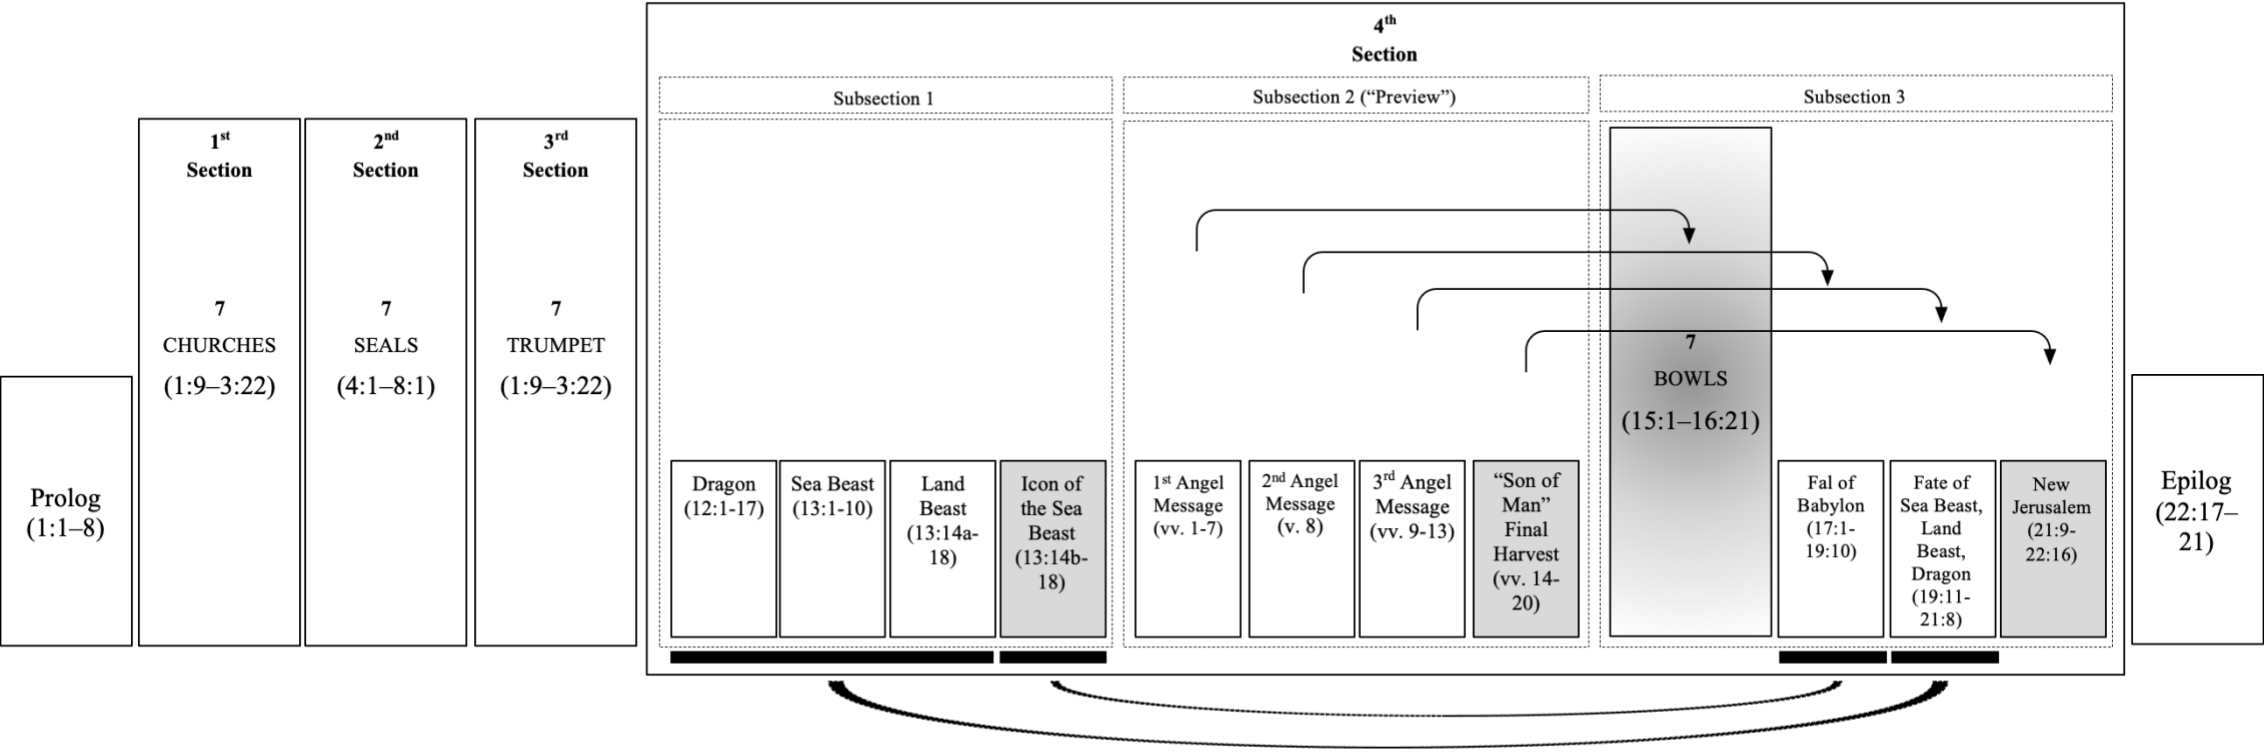 Prolog
(1:1–8)
1st
Section
7
CHURCHES
(1:9–3:22)
2nd
Section
7
SEALS
(4:1–8:1)
3rd
Section
7
TRUMPET
(1:9–3:22)
4th
Section
Subsection 1
Dragon
(12:1-17)
Sea Beast
(13:1-10)
Land
Beast
(13:14a-
18)
Icon of
the Sea
Beast
(13:14b-
18)
Subsection 2 (“Preview”)
1st Angel
Message
(vv. 1-7)
2nd Angel
Message
(v. 8)
3rd Angel
Message
(vv. 9-13)
“Son of
Man”
Final
Harvest
(vv. 14-
20)
Subsection 3
7
BOWLS
(15:1–16:21)
Fal of
Babylon
(17:1-
19:10)
Fate of
Sea Beast,
Land
Beast,
Dragon
(19:11-
21:8)
New
Jerusalem
(21:9-
22:16)
Epilog
(22:17–
21)